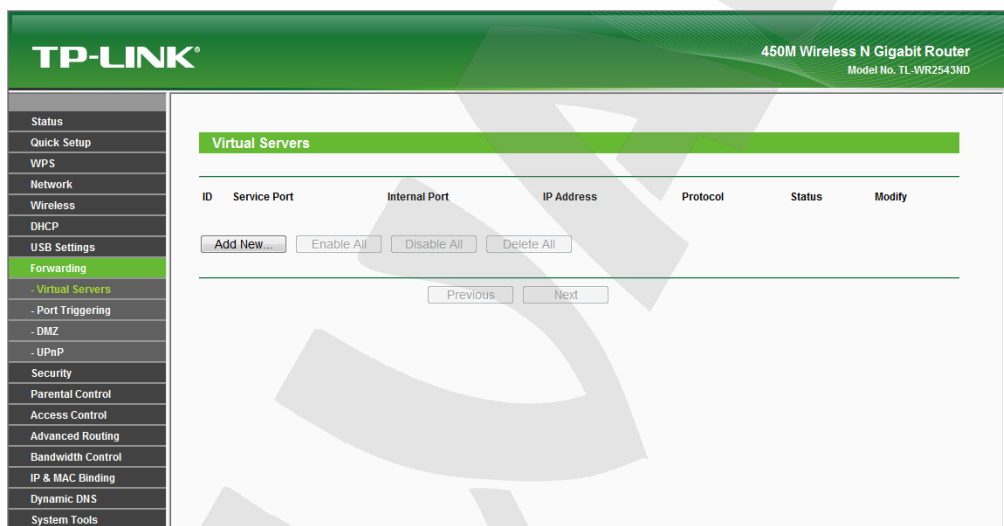 TP-LINK®
450M Wireless N Gigabit Router
Model No. TL-WR2543ND
Status
Quick Setup
WPS
Network
Wireless
DHCP
USB Settings
Forwarding
- Virtual Servers
- Port Triggering
- DMZ
- UPnP
Security
Parental Control
Access Control
Advanced Routing
Bandwidth Control
IP & MAC Binding
Dynamic DNS
System Tools
Virtual Servers
ID Service Port Internal Port IP Address Protocol Status Modify
Add New... Enable All Disable All Delete All
Previous Next